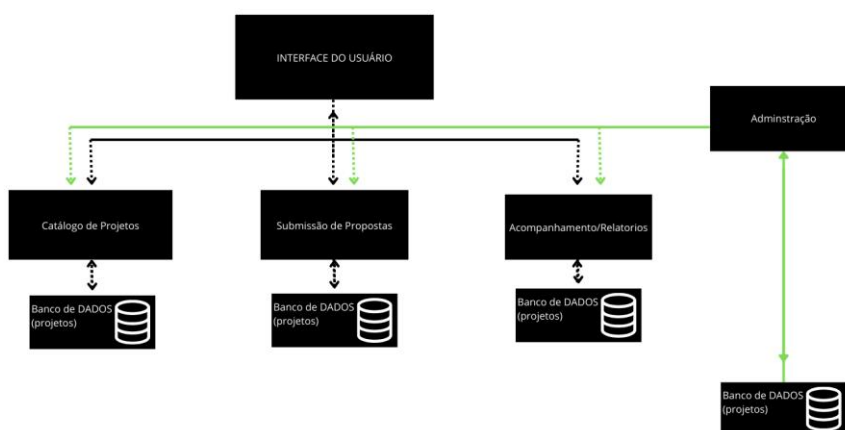 INTERFACE DO USUÁRIO
Adminstração
Catálogo de Projetos
Submissão de Propostas
Acompanhamento/Relatorios
Banco de DADOS
(projetos)
Banco de DADOS
(projetos)
Banco de DADOS
(projetos)
Banco de DADOS
(projetos)